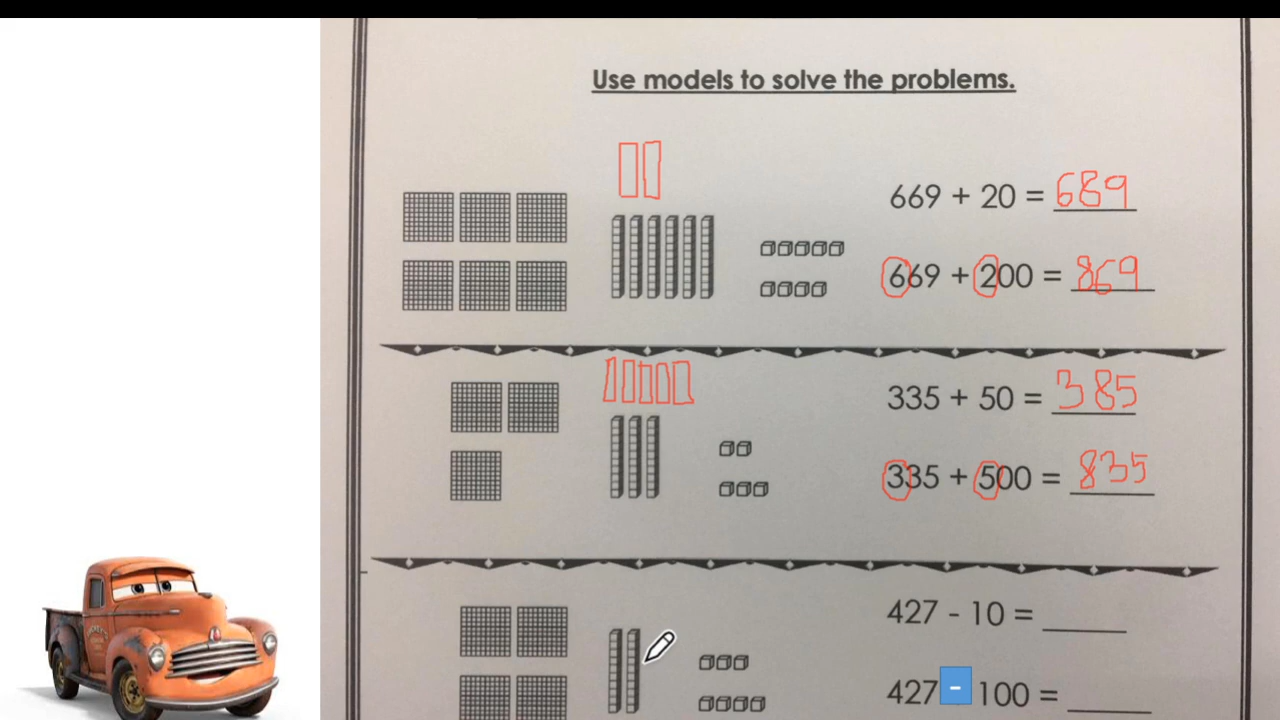 Use models to solve the problems.
669 + 20 = 689
669 + 200 = 869
335 + 50 = 385
335 + 500 = 835
427 - 10 =
427 - 100 =